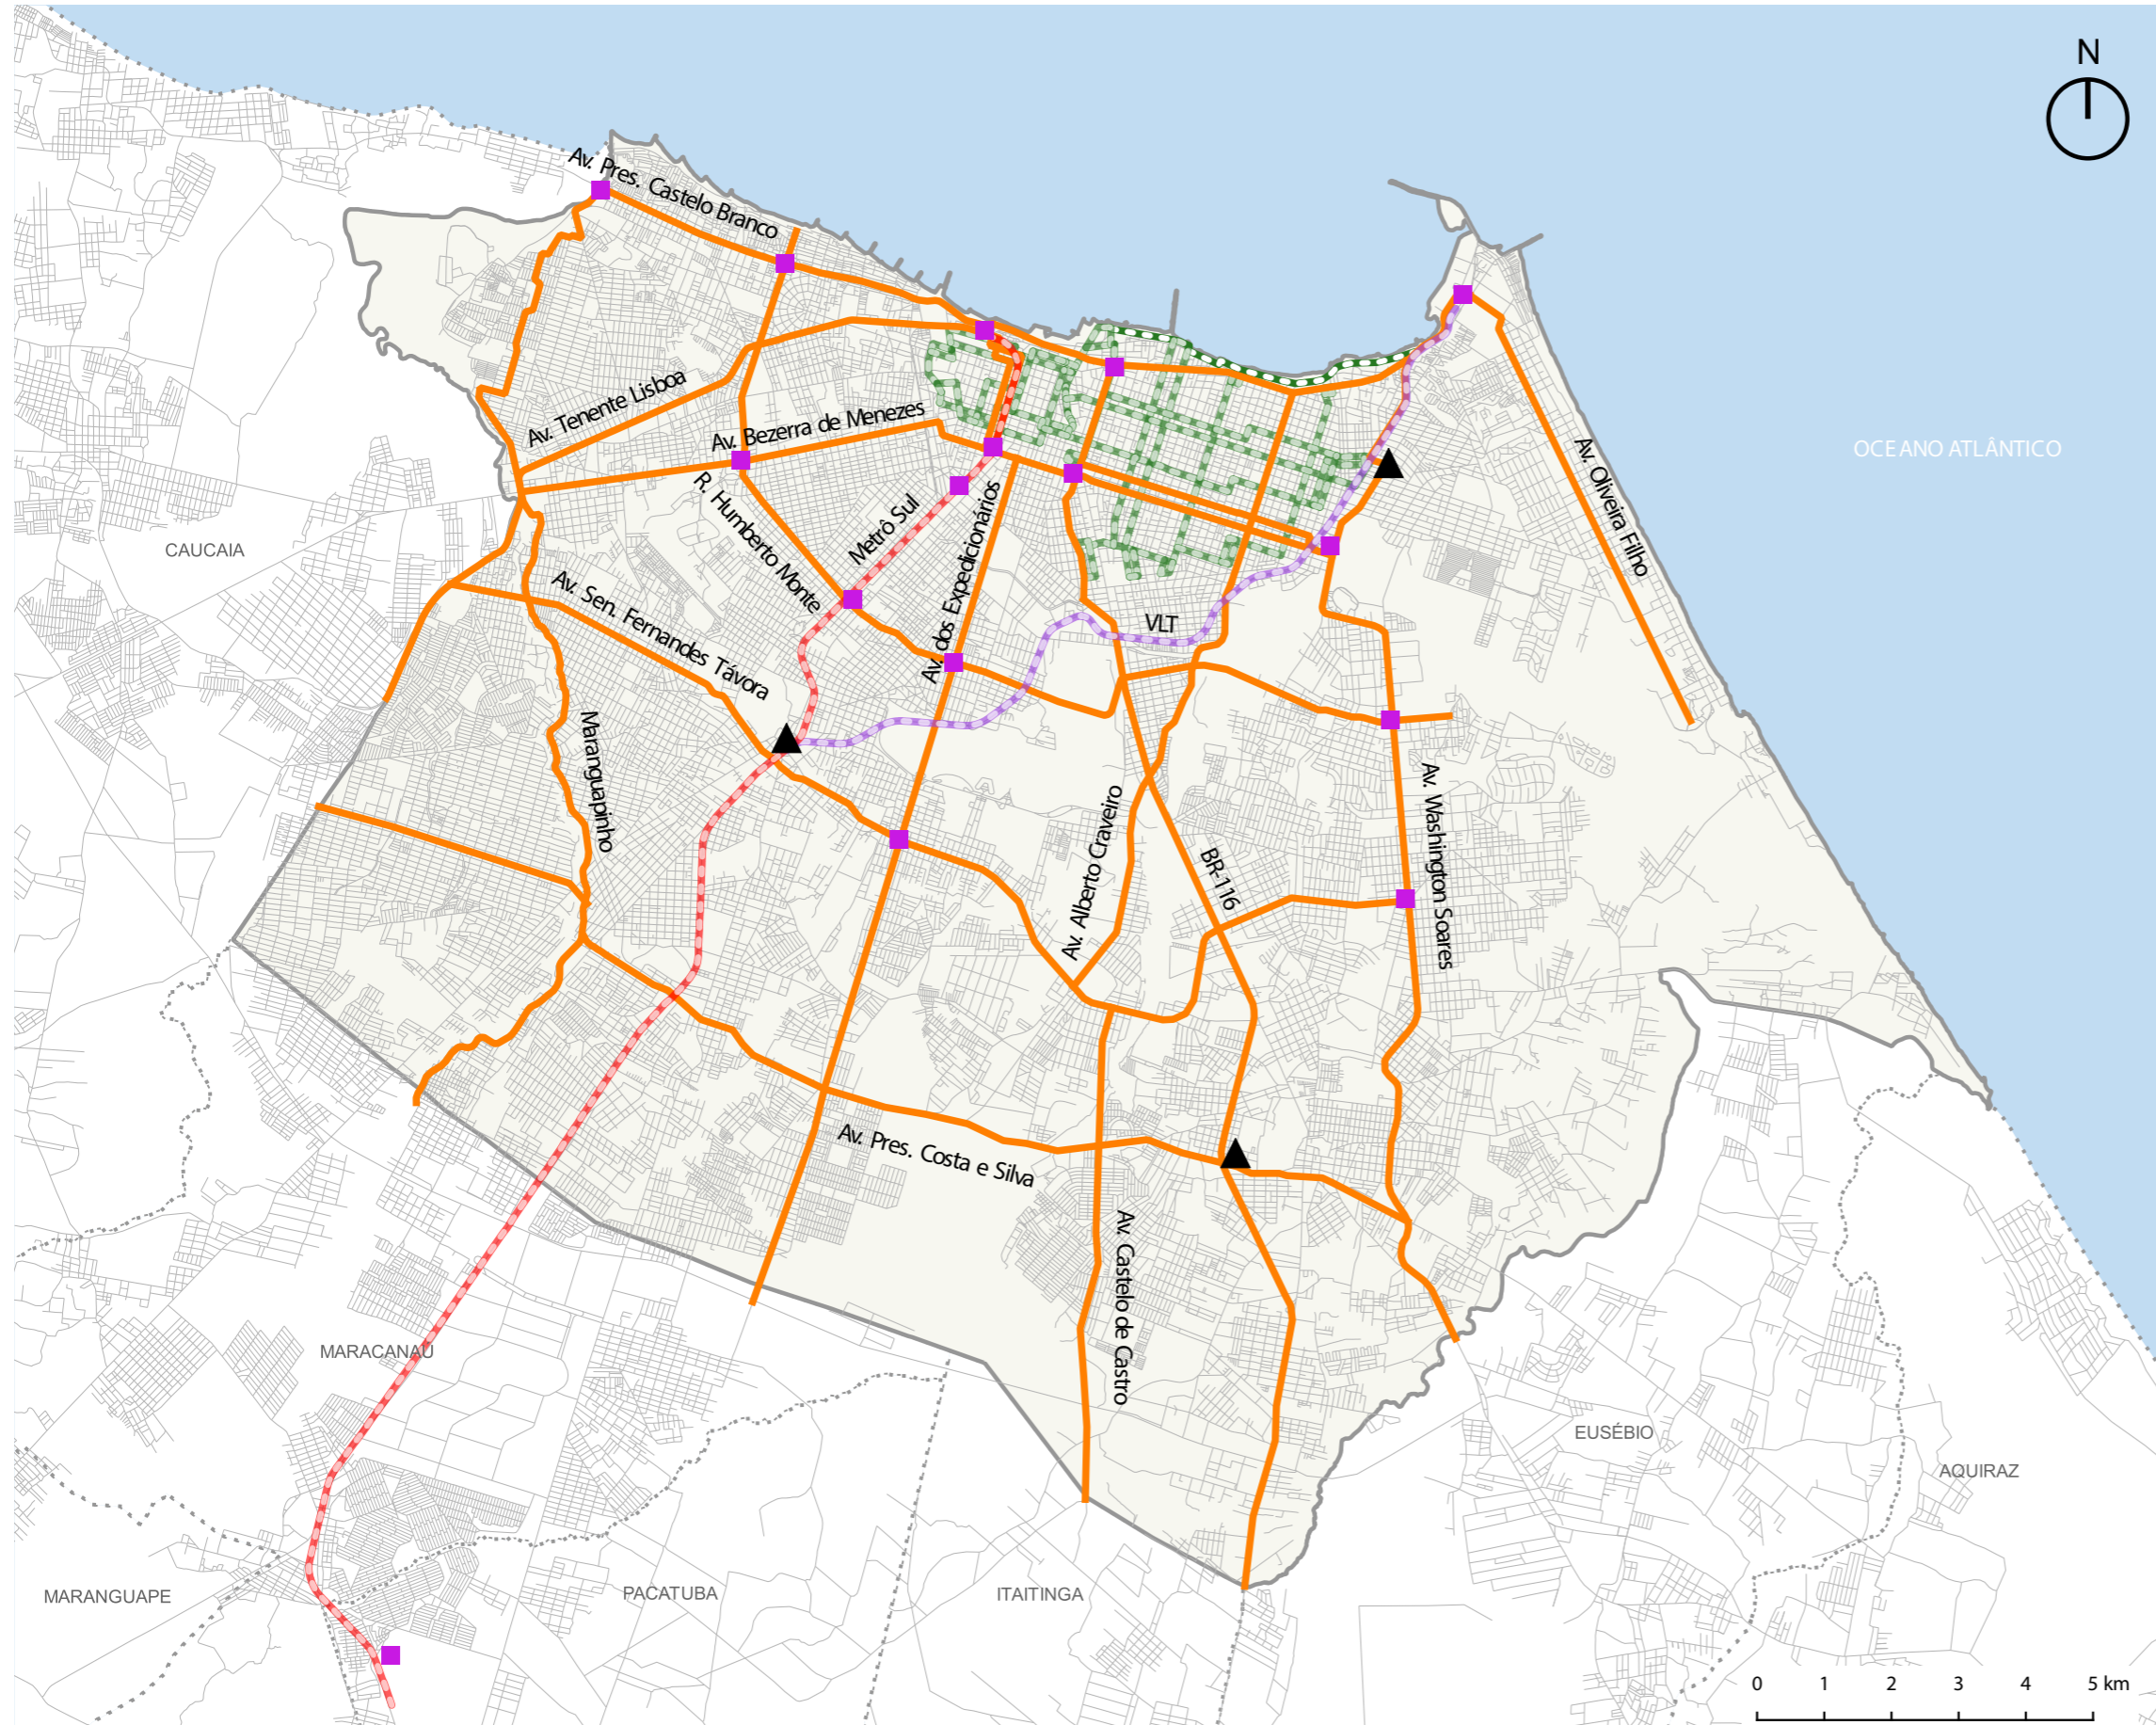 N
Av. Pres. Castelo Branco
OCEANO ATLÂNTICO
Av. Tenente Lisboa
Av. Bezerra de Menezes
Av. Oliveira Filho
R. Humberto Monte
Metrô Sul
Av. dos Expedicionários
CAUCAIA
Av. Sen. Fernandes Távora
VLT
Maranguapinho
Av. Alberto Craveiro
BR-116
Av. Washington Soares
Av. Pres. Costa e Silva
Av. Castelo de Castro
MARACANAÚ
EUSÉBIO
AQUIRAZ
MARANGUAPE
PACATUBA
ITAITINGA
0 1 2 3 4 5 km